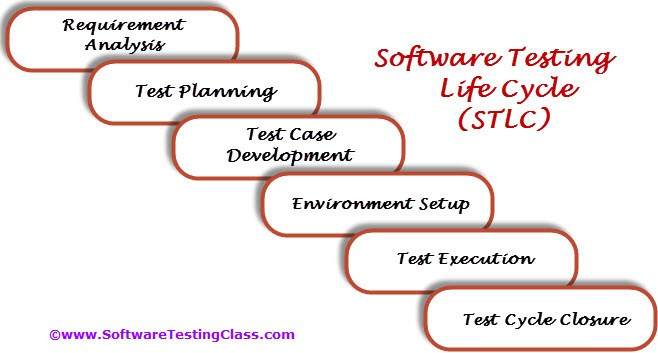 Requirement
Analysis
Software Testing
Life Cycle
(STLC)
Test Planning
Test Case
Development
Environment Setup
Test Execution
Test Cycle Closure
©www.SoftwareTestingClass.com